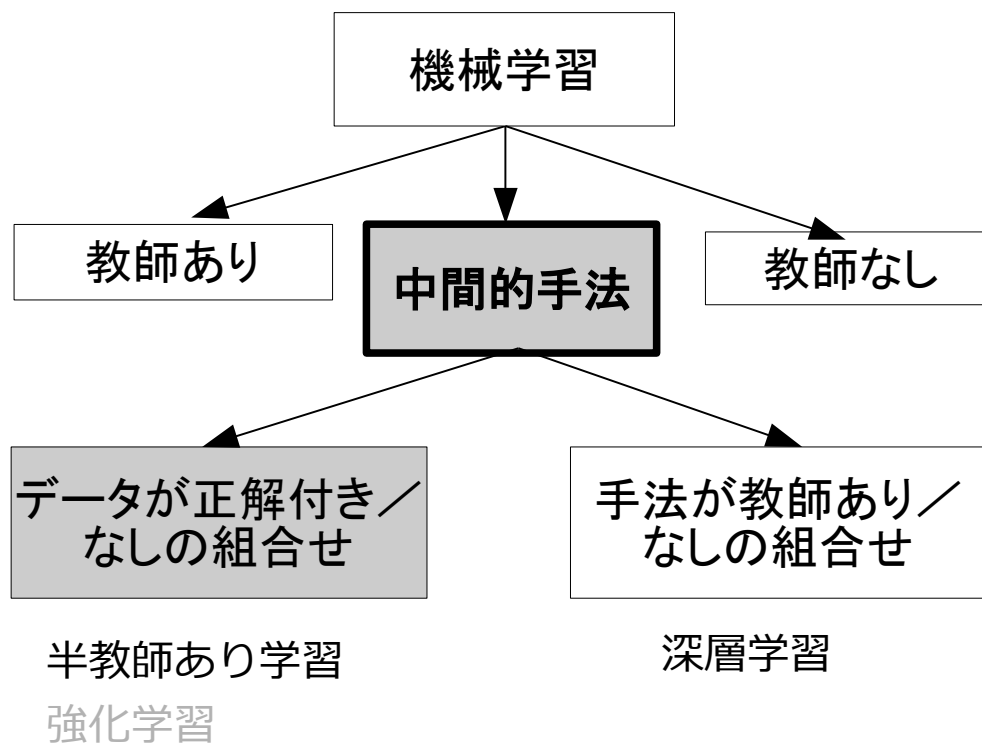 機械学習
教師あり
中間的手法
教師なし
データが正解付き／
なしの組合せ
手法が教師あり／
なしの組合せ
半教師あり学習
深層学習
強化学習